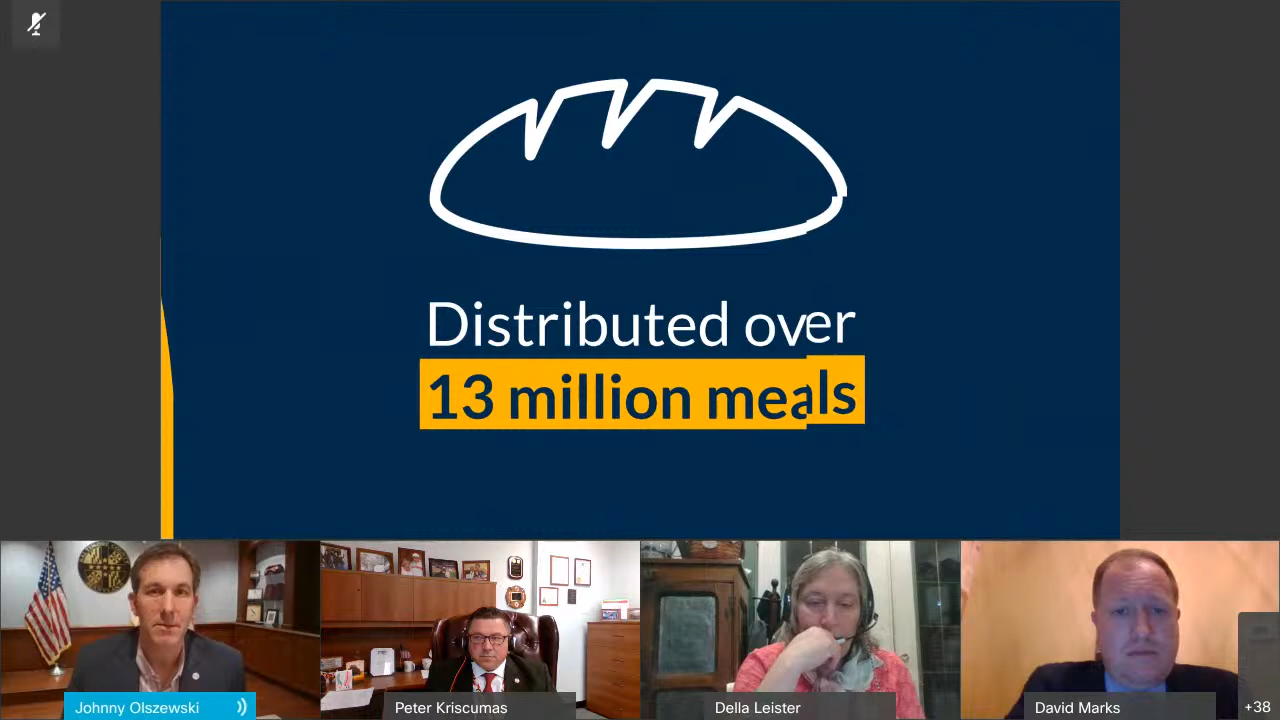 Distributed over
13 million meals
Johnny Olszewski
Peter Kriscumas
Della Leister
David Marks
+38